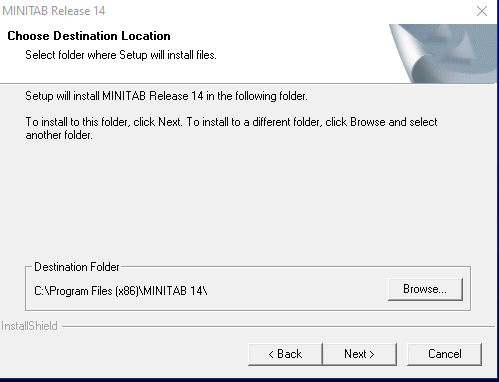 MINITAB Release 14
Choose Destination Location
Select folder where Setup will install files.
Setup will install MINITAB Release 14 in the following folder.
To install to this folder, click Next. To install to a different folder, click Browse and select
another folder.
Destination Folder
C:\Program Files (x86)\MINITAB 14\
Browse...
InstallShield
< Back
Next >
Cancel